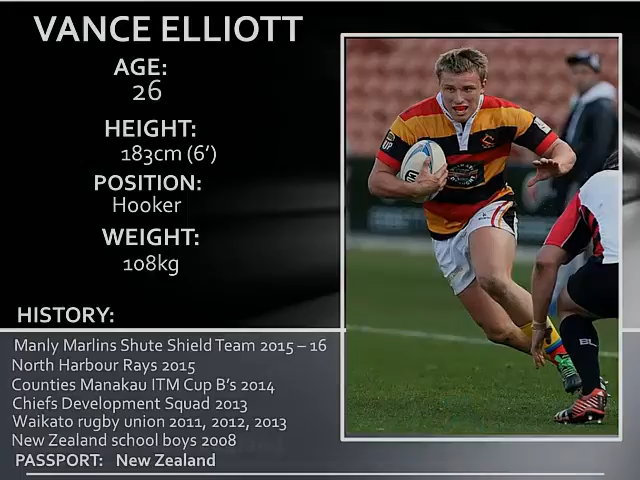 VANCE ELLIOTT
AGE:
26
HEIGHT:
183cm (6')
POSITION:
Hooker
WEIGHT:
108kg
HISTORY:
Manly Marlins Shute Shield Team 2015 – 16
North Harbour Rays 2015
Counties Manakau ITM Cup B's 2014
Chiefs Development Squad 2013
Waikato rugby union 2011, 2012, 2013
New Zealand school boys 2008
PASSPORT: New Zealand
UP
BL